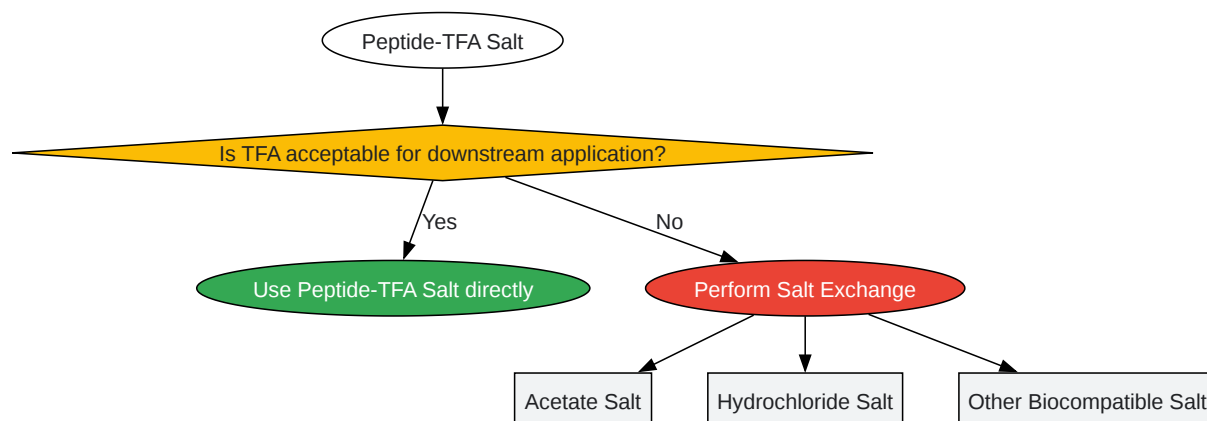 Peptide-TFA Salt
Is TFA acceptable for downstream application?
Yes
No
Use Peptide-TFA Salt directly
Perform Salt Exchange
Acetate Salt
Hydrochloride Salt
Other Biocompatible Salt